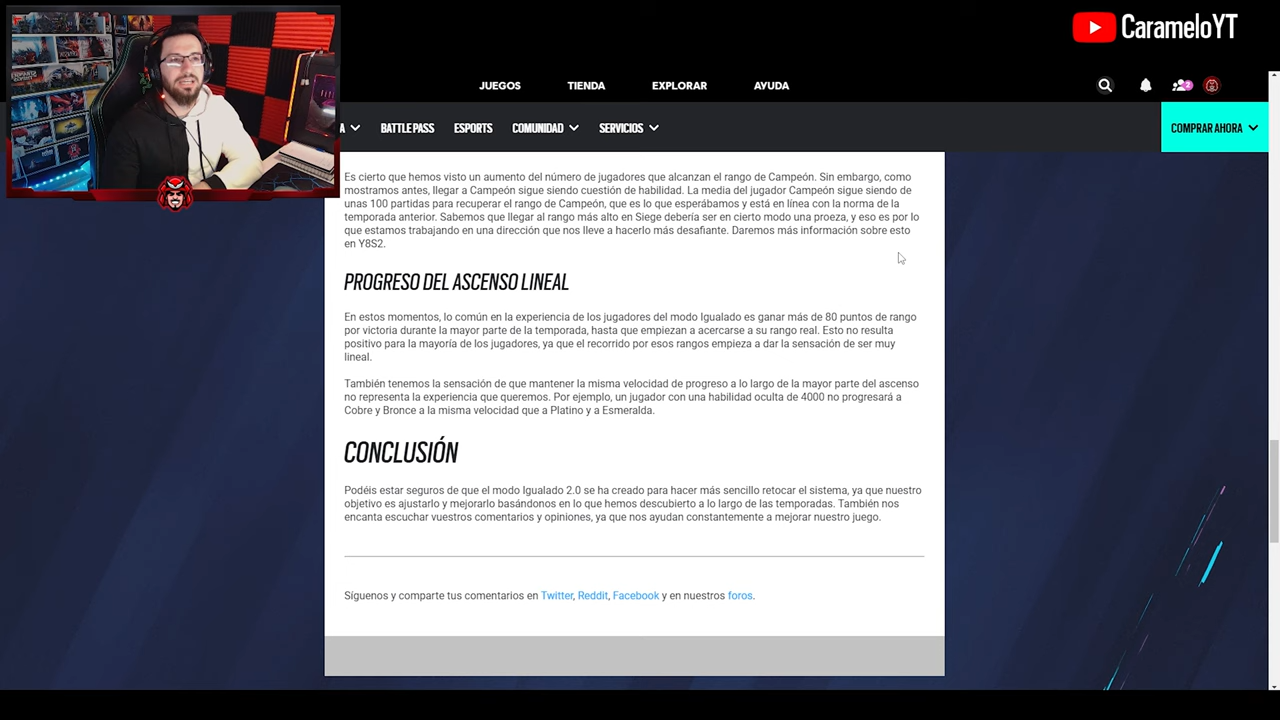 CarameloYT
JUEGOS TIENDA EXPLORAR AYUDA
2
A BATTLE PASS ESPORTS COMUNIDAD SERVICIOS COMPRAR AHORA
Es cierto que hemos visto un aumento del número de jugadores que alcanzan el rango de Campeón. Sin embargo, como
mostramos antes, llegar a Campeón sigue siendo cuestión de habilidad. La media del jugador Campeón sigue siendo de
unas 100 partidas para recuperar el rango de Campeón, que es lo que esperábamos y está en línea con la norma de la
temporada anterior. Sabemos que llegar al rango más alto en Siege debería ser en cierto modo una proeza, y eso es por lo
que estamos trabajando en una dirección que nos lleve a hacerlo más desafiante. Daremos más información sobre esto
en Y8S2.
PROGRESO DEL ASCENSO LINEAL
En estos momentos, lo común en la experiencia de los jugadores del modo Igualado es ganar más de 80 puntos de rango
por victoria durante la mayor parte de la temporada, hasta que empiezan a acercarse a su rango real. Esto no resulta
positivo para la mayoría de los jugadores, ya que el recorrido por esos rangos empieza a dar la sensación de ser muy
lineal.
También tenemos la sensación de que mantener la misma velocidad de progreso a lo largo de la mayor parte del ascenso
no representa la experiencia que queremos. Por ejemplo, un jugador con una habilidad oculta de 4000 no progresará a
Cobre y Bronce a la misma velocidad que a Platino y a Esmeralda.
CONCLUSIÓN
Podéis estar seguros de que el modo Igualado 2.0 se ha creado para hacer más sencillo retocar el sistema, ya que nuestro
objetivo es ajustarlo y mejorarlo basándonos en lo que hemos descubierto a lo largo de las temporadas. También nos
encanta escuchar vuestros comentarios y opiniones, ya que nos ayudan constantemente a mejorar nuestro juego.
Síguenos y comparte tus comentarios en Twitter, Reddit, Facebook y en nuestros foros.